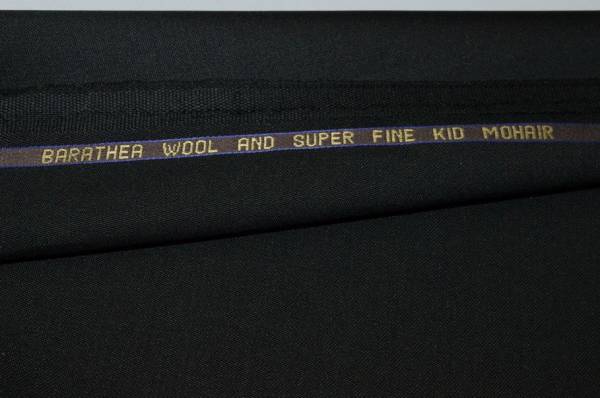 BARATHEA WOOL AND SUPER FINE KID MOHAIR